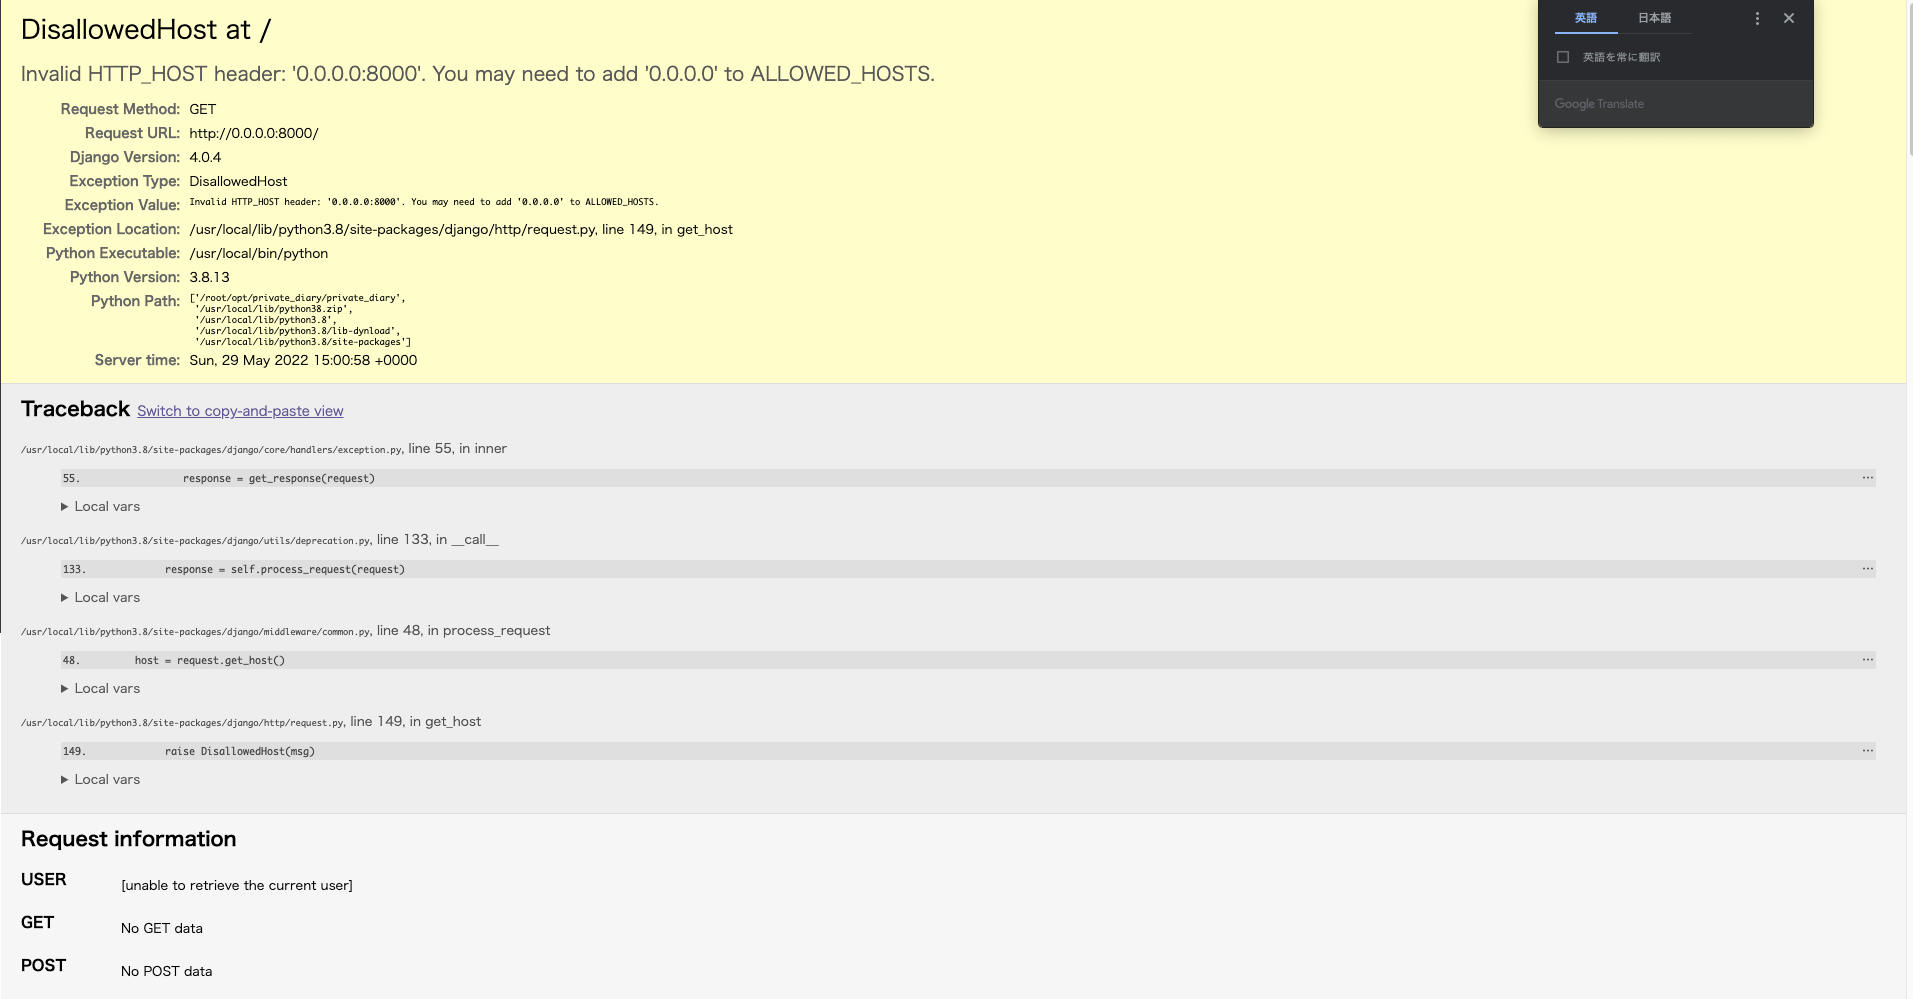 DisallowedHost at /
Invalid HTTP_HOST header: '0.0.0.0:8000'. You may need to add '0.0.0.0' to ALLOWED_HOSTS.
Request Method: GET
Request URL: http://0.0.0.0:8000/
Django Version: 4.0.4
Exception Type: DisallowedHost
Exception Value: Invalid HTTP_HOST header: '0.0.0.0:8000'. You may need to add '0.0.0.0' to ALLOWED_HOSTS.
Exception Location: /usr/local/lib/python3.8/site-packages/django/http/request.py, line 149, in get_host
Python Executable: /usr/local/bin/python
Python Version: 3.8.13
Python Path: ['/root/opt/private_diary/private_diary',
'/usr/local/lib/python38.zip',
'/usr/local/lib/python3.8',
'/usr/local/lib/python3.8/lib-dynload',
'/usr/local/lib/python3.8/site-packages']
Server time: Sun, 29 May 2022 15:00:58 +0000
英語 日本語
英語を常に翻訳
Google Translate
Traceback Switch to copy-and-paste view
/usr/local/lib/python3.8/site-packages/django/core/handlers/exception.py, line 55, in inner
55. response = get_response(request) …
▶ Local vars
/usr/local/lib/python3.8/site-packages/django/utils/deprecation.py, line 133, in __call__
133. response = self.process_request(request) …
▶ Local vars
/usr/local/lib/python3.8/site-packages/django/middleware/common.py, line 48, in process_request
48. host = request.get_host() …
▶ Local vars
/usr/local/lib/python3.8/site-packages/django/http/request.py, line 149, in get_host
149. raise DisallowedHost(msg) …
▶ Local vars
Request information
USER [unable to retrieve the current user]
GET No GET data
POST No POST data